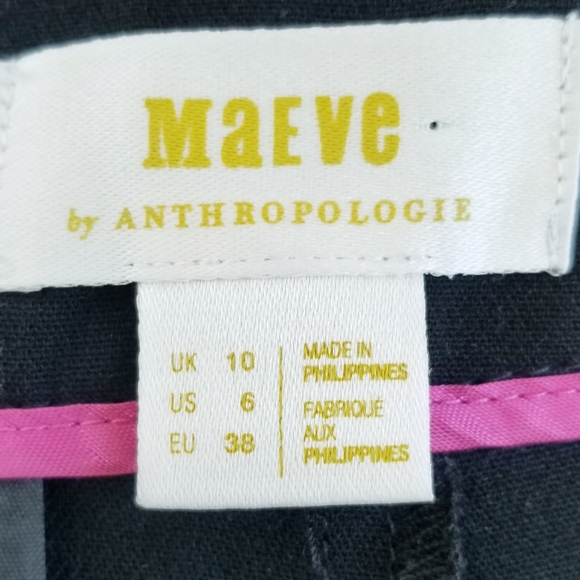 MaEve
by ANTHROPOLOGIE
UK 10
US 6
EU 38
MADE IN
PHILIPPINES
FABRIQUÉ
AUX
PHILIPPINES